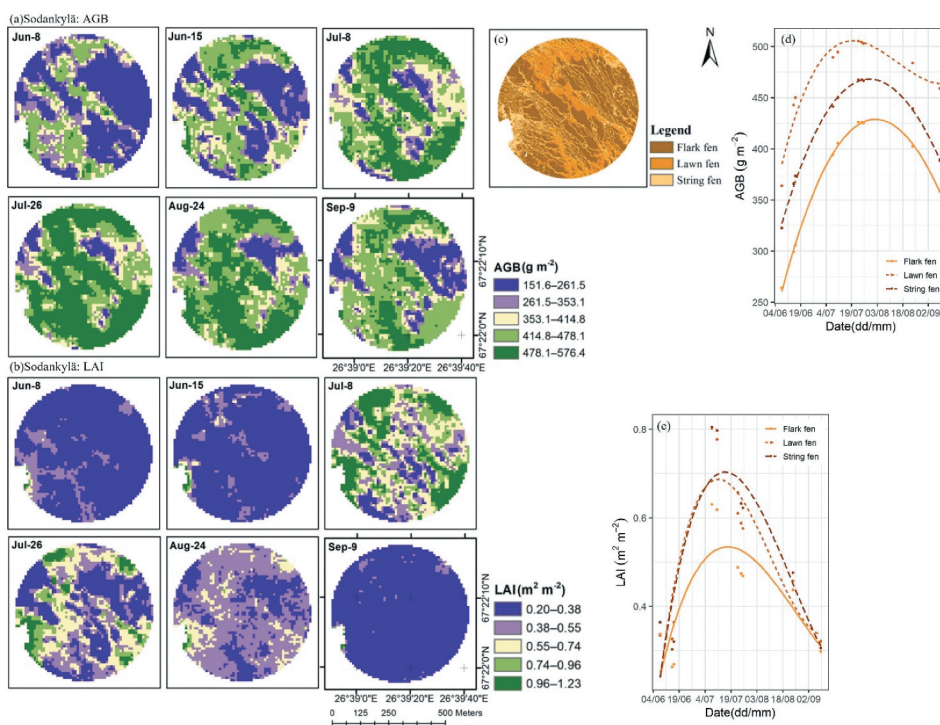 (a)Sodankylä: AGB
Jun-8
Jun-15
Jul-8
Jul-26
Aug-24
Sep-9
67°22'10"N
67°22'0"N
26°39'0"E 26°39'20"E 26°39'40"E
AGB(g m⁻²)
151.6–261.5
261.5–353.1
353.1–414.8
414.8–478.1
478.1–576.4
(c)
N
Legend
Flark fen
Lawn fen
String fen
(d)
500
450
400
350
300
250
AGB (g m⁻²)
Flark fen
Lawn fen
String fen
04/06 19/06 4/07 19/07 03/08 18/08 02/09
Date(dd/mm)
(b)Sodankylä: LAI
Jun-8
Jun-15
Jul-8
Jul-26
Aug-24
Sep-9
67°22'10"N
67°22'0"N
26°39'0"E 26°39'20"E 26°39'40"E
LAI(m² m⁻²)
0.20–0.38
0.38–0.55
0.55–0.74
0.74–0.96
0.96–1.23
0 125 250 500 Meters
(e)
0.8
0.6
0.4
LAI (m² m⁻²)
Flark fen
Lawn fen
String fen
04/06 19/06 4/07 19/07 03/08 18/08 02/09
Date(dd/mm)